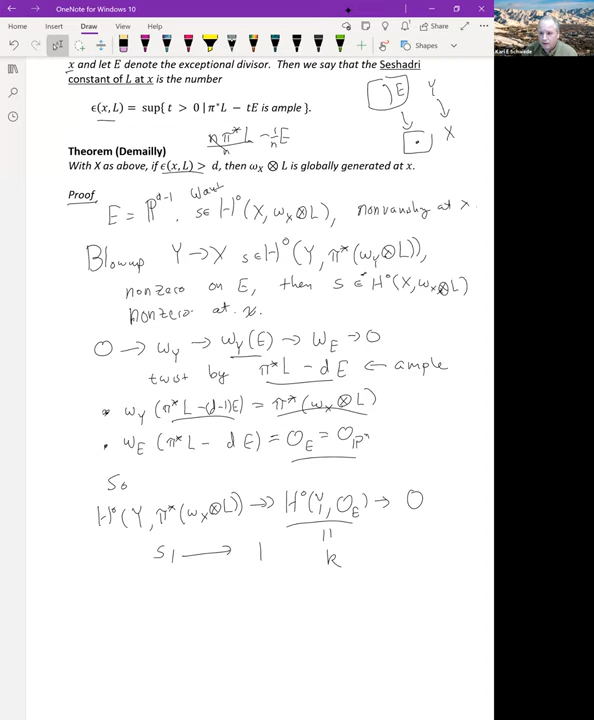 OneNote for Windows 10
Home Insert Draw View Help Share
Shapes
Karl E Schwede
x and let E denote the exceptional divisor. Then we say that the Seshadri
constant of L at x is the number
ϵ(x, L) = sup{ t > 0 | π*L − tE is ample }.
E Y
X
nπ*L − 1/n E
n
Theorem (Demailly)
With X as above, if ϵ(x, L) > d, then ω_X ⊗ L is globally generated at x.
Proof
E = P^{d-1}. Want s ∈ H⁰(X, ω_X ⊗ L), nonvanishing at x.
Blowup Y → X s ∈ H⁰(Y, π*(ω_Y ⊗ L)),
nonzero on E, then s ∈ H⁰(X, ω_X ⊗ L)
nonzero at x.
0 → ω_Y → ω_Y(E) → ω_E → 0
twist by π*L − dE ← ample
• ω_Y(π*L − (d−1)E) = π*(ω_X ⊗ L)
• ω_E(π*L − dE) = O_E = O_{P^n}
So
H⁰(Y, π*(ω_X ⊗ L)) ↠ H⁰(Y, O_E) → 0
s ↦ 1 k